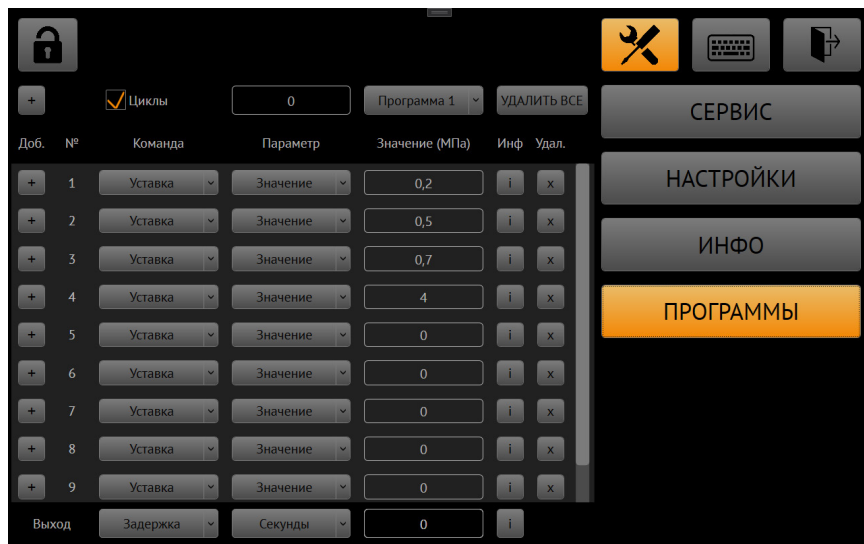 + Циклы 0 Программа 1 УДАЛИТЬ ВСЕ
Доб. № Команда Параметр Значение (МПа) Инф Удал.
+ 1 Уставка Значение 0,2 i x
+ 2 Уставка Значение 0,5 i x
+ 3 Уставка Значение 0,7 i x
+ 4 Уставка Значение 4 i x
+ 5 Уставка Значение 0 i x
+ 6 Уставка Значение 0 i x
+ 7 Уставка Значение 0 i x
+ 8 Уставка Значение 0 i x
+ 9 Уставка Значение 0 i x
Выход Задержка Секунды 0 i
СЕРВИС
НАСТРОЙКИ
ИНФО
ПРОГРАММЫ